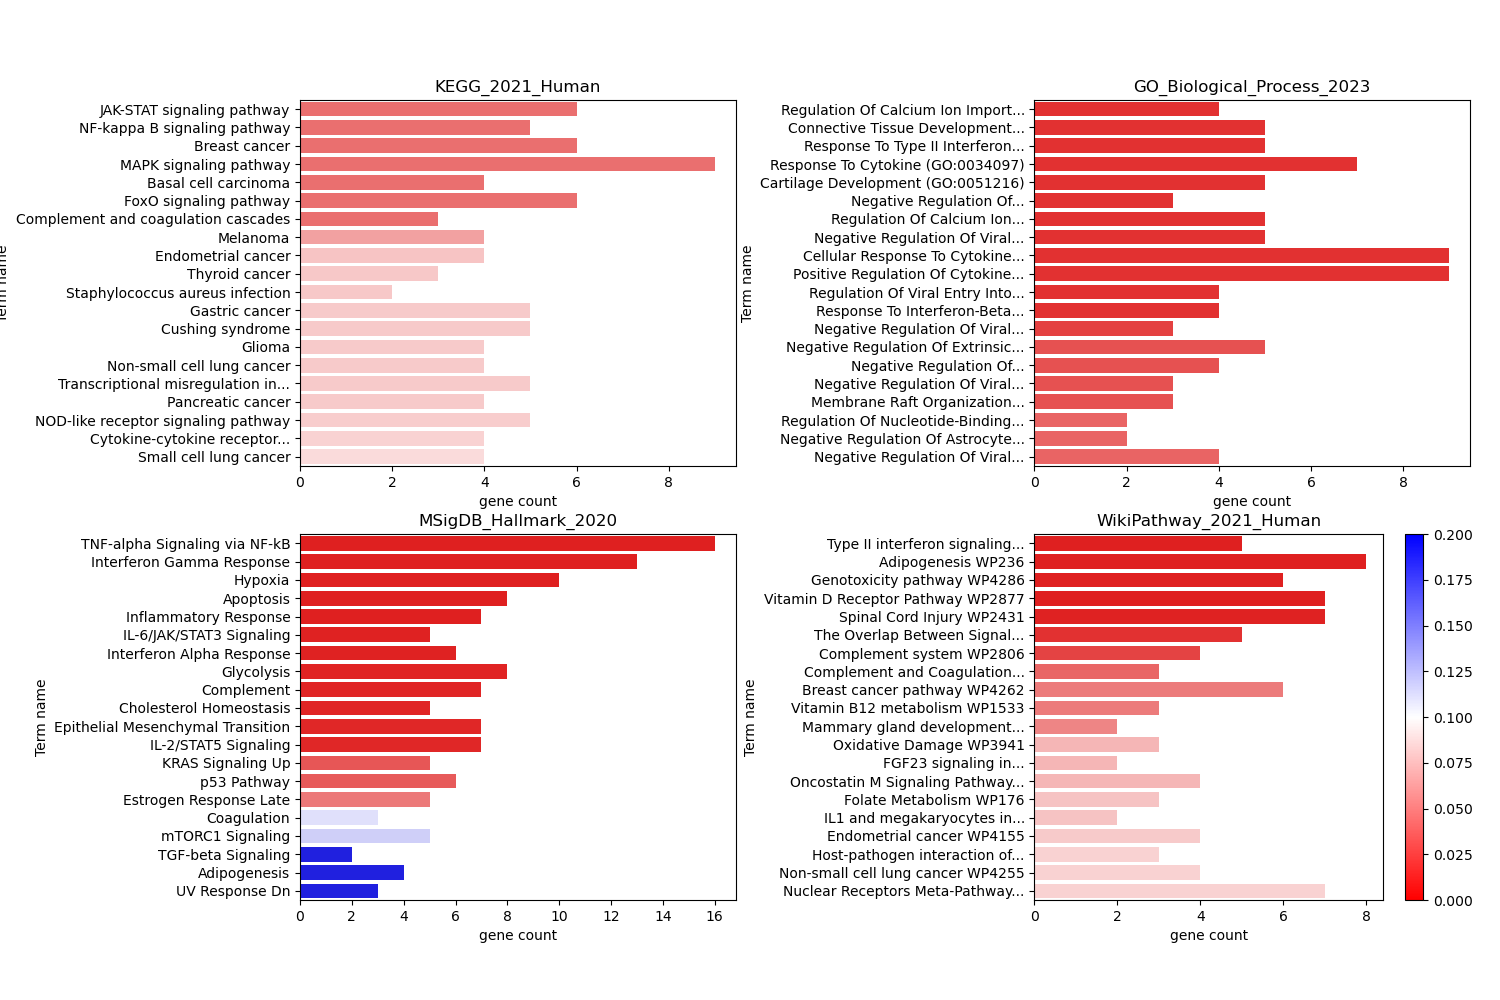 KEGG_2021_Human
JAK-STAT signaling pathway
NF-kappa B signaling pathway
Breast cancer
MAPK signaling pathway
Basal cell carcinoma
FoxO signaling pathway
Complement and coagulation cascades
Melanoma
Endometrial cancer
Thyroid cancer
Staphylococcus aureus infection
Gastric cancer
Cushing syndrome
Glioma
Non-small cell lung cancer
Transcriptional misregulation in...
Pancreatic cancer
NOD-like receptor signaling pathway
Cytokine-cytokine receptor...
Small cell lung cancer
Term name
0 2 4 6 8
gene count
GO_Biological_Process_2023
Regulation Of Calcium Ion Import...
Connective Tissue Development...
Response To Type II Interferon...
Response To Cytokine (GO:0034097)
Cartilage Development (GO:0051216)
Negative Regulation Of...
Regulation Of Calcium Ion...
Negative Regulation Of Viral...
Cellular Response To Cytokine...
Positive Regulation Of Cytokine...
Regulation Of Viral Entry Into...
Response To Interferon-Beta...
Negative Regulation Of Viral...
Negative Regulation Of Extrinsic...
Negative Regulation Of...
Negative Regulation Of Viral...
Membrane Raft Organization...
Regulation Of Nucleotide-Binding...
Negative Regulation Of Astrocyte...
Negative Regulation Of Viral...
Term name
0 2 4 6 8
gene count
MSigDB_Hallmark_2020
TNF-alpha Signaling via NF-kB
Interferon Gamma Response
Hypoxia
Apoptosis
Inflammatory Response
IL-6/JAK/STAT3 Signaling
Interferon Alpha Response
Glycolysis
Complement
Cholesterol Homeostasis
Epithelial Mesenchymal Transition
IL-2/STAT5 Signaling
KRAS Signaling Up
p53 Pathway
Estrogen Response Late
Coagulation
mTORC1 Signaling
TGF-beta Signaling
Adipogenesis
UV Response Dn
Term name
0 2 4 6 8 10 12 14 16
gene count
WikiPathway_2021_Human
Type II interferon signaling...
Adipogenesis WP236
Genotoxicity pathway WP4286
Vitamin D Receptor Pathway WP2877
Spinal Cord Injury WP2431
The Overlap Between Signal...
Complement system WP2806
Complement and Coagulation...
Breast cancer pathway WP4262
Vitamin B12 metabolism WP1533
Mammary gland development...
Oxidative Damage WP3941
FGF23 signaling in...
Oncostatin M Signaling Pathway...
Folate Metabolism WP176
IL1 and megakaryocytes in...
Endometrial cancer WP4155
Host-pathogen interaction of...
Non-small cell lung cancer WP4255
Nuclear Receptors Meta-Pathway...
Term name
0 2 4 6 8
gene count
0.200
0.175
0.150
0.125
0.100
0.075
0.050
0.025
0.000